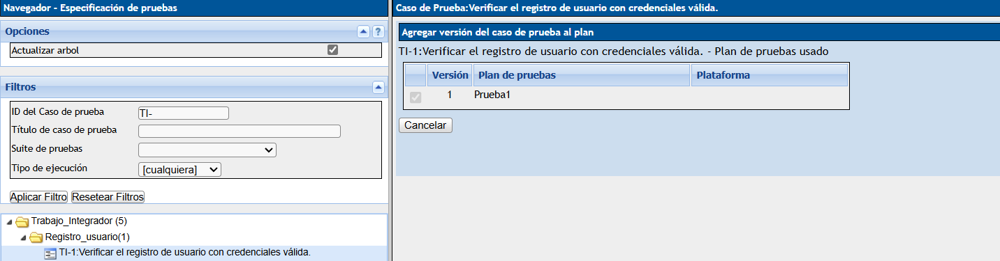 Navegador - Especificación de pruebas
Opciones
?
Actualizar arbol
Filtros
ID del Caso de prueba
TI-
Título de caso de prueba
Suite de pruebas
Tipo de ejecución
[cualquiera]
Aplicar Filtro Resetear Filtros
Trabajo_Integrador (5)
Registro_usuario(1)
TI-1:Verificar el registro de usuario con credenciales válida.
Caso de Prueba:Verificar el registro de usuario con credenciales válida.
Agregar versión del caso de prueba al plan
TI-1:Verificar el registro de usuario con credenciales válida. - Plan de pruebas usado
Versión Plan de pruebas Plataforma
1 Prueba1
Cancelar